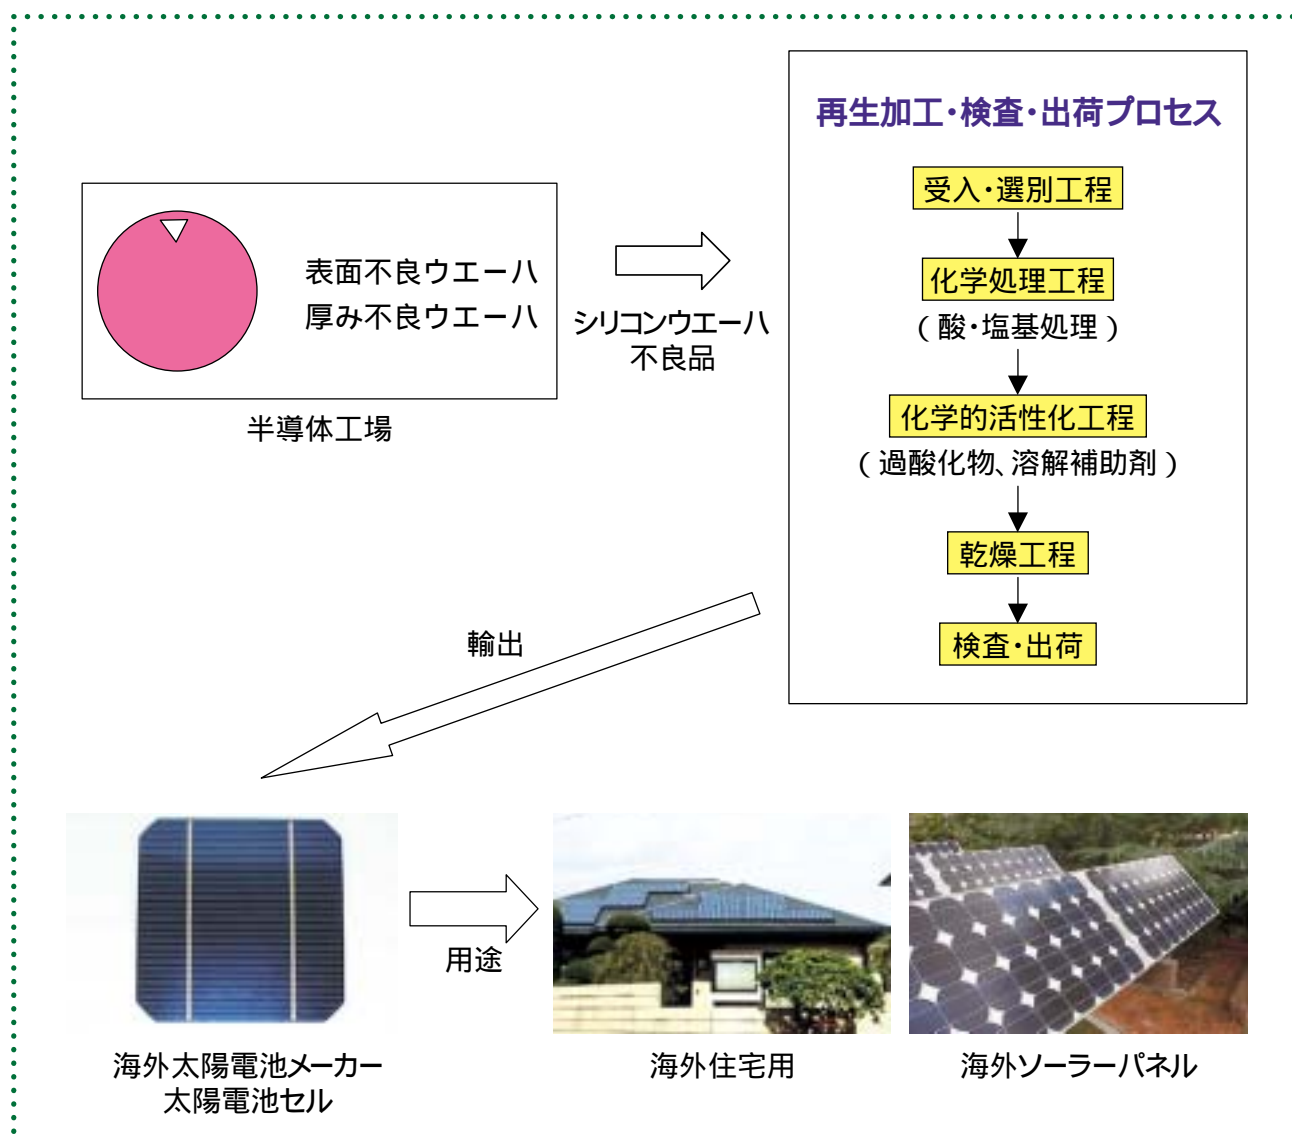 再生加工・検査・出荷プロセス
受入・選別工程
化学処理工程
(酸・塩基処理)
化学的活性化工程
(過酸化物、溶解補助剤)
乾燥工程
検査・出荷
表面不良ウエーハ
厚み不良ウエーハ
半導体工場
シリコンウエーハ
不良品
輸出
海外太陽電池メーカー
太陽電池セル
用途
海外住宅用
海外ソーラーパネル